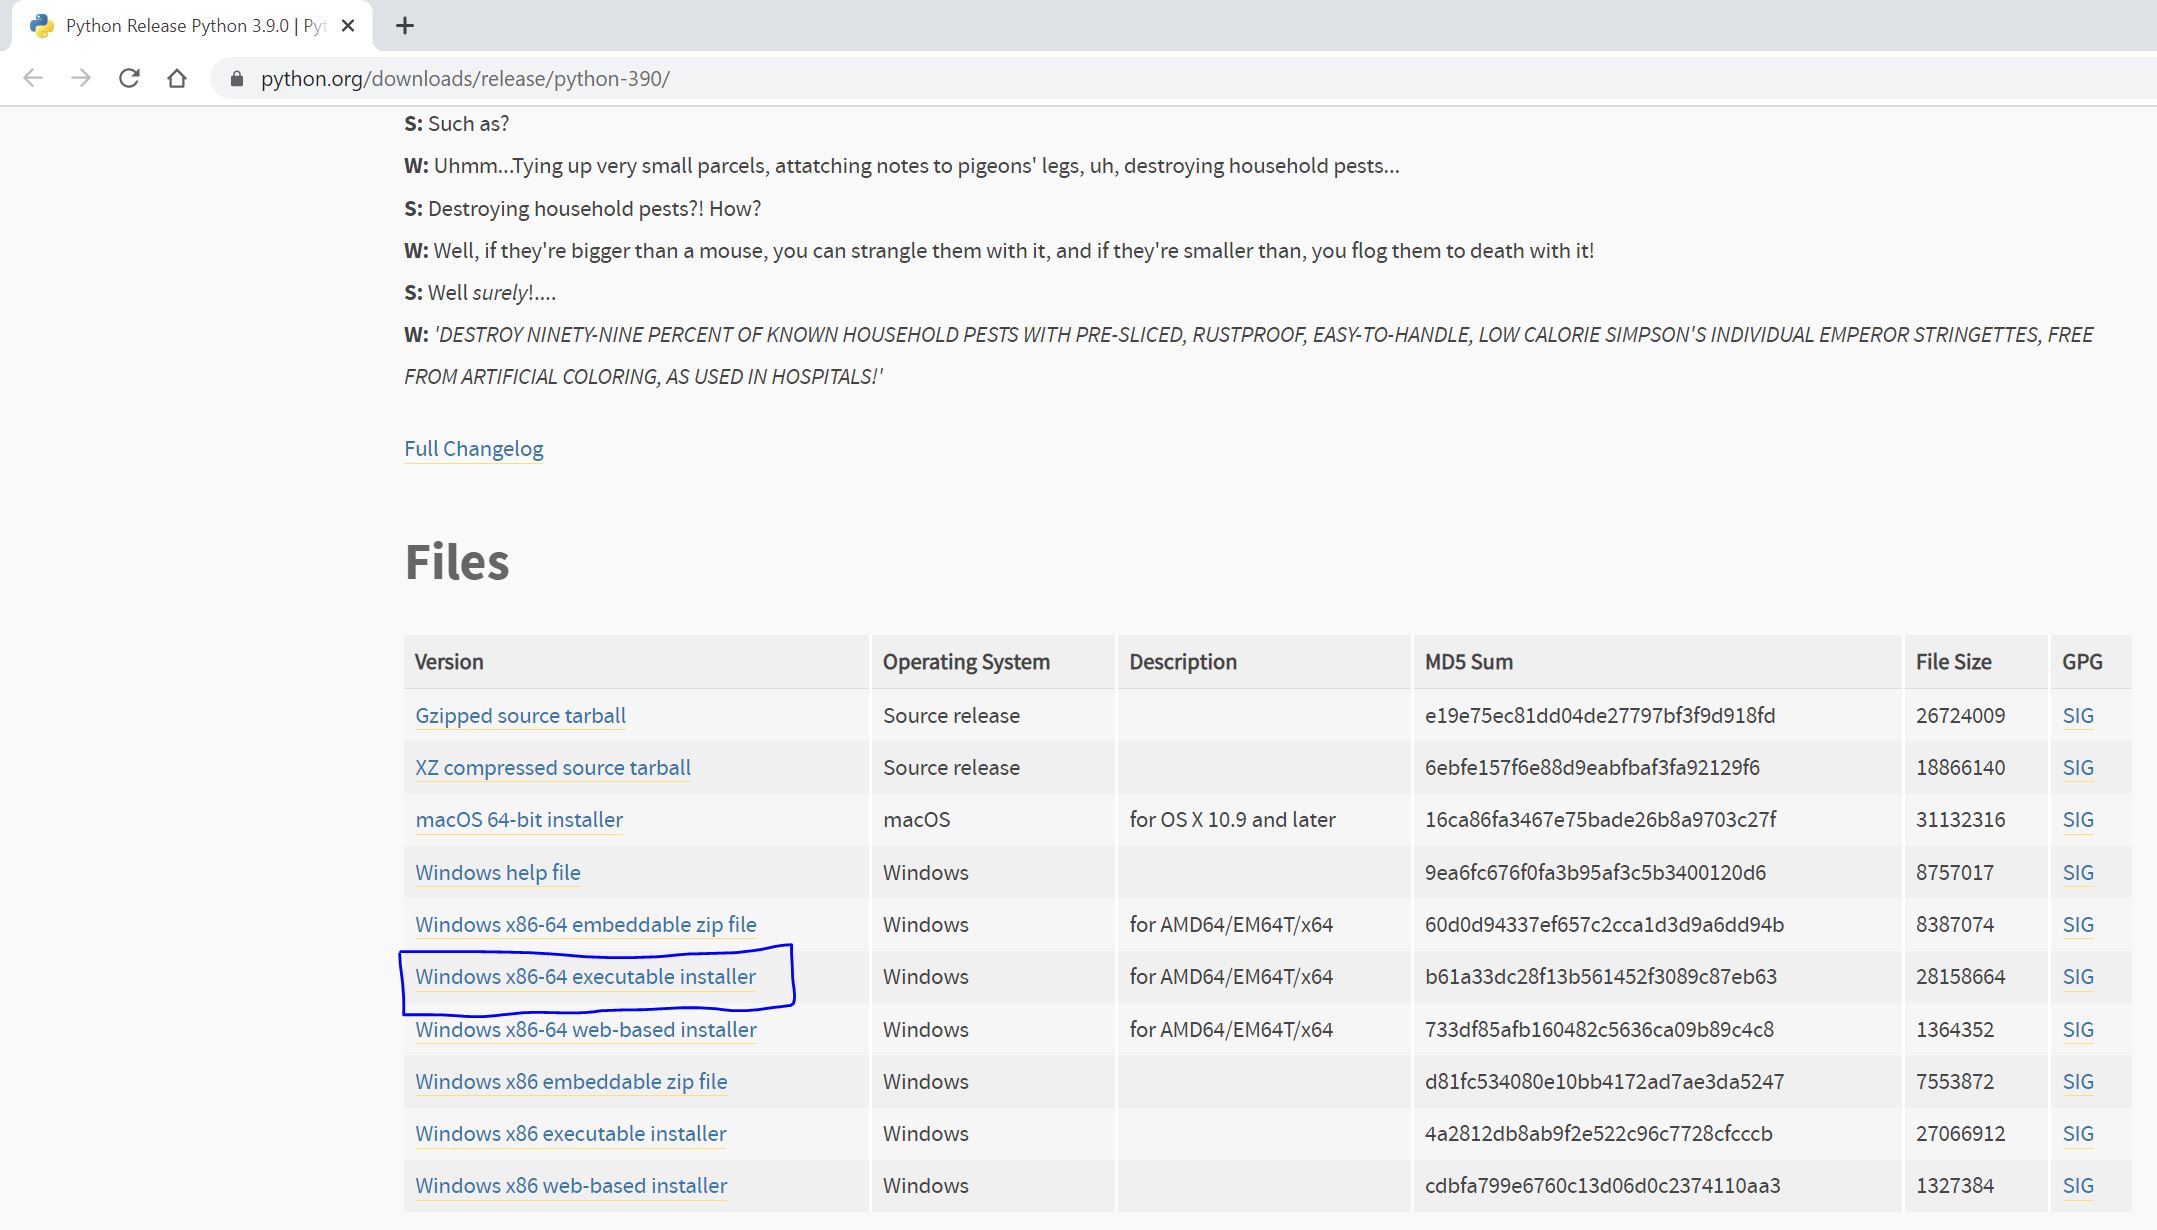 Python Release Python 3.9.0 | Pyt
python.org/downloads/release/python-390/
S: Such as?
W: Uhmm...Tying up very small parcels, attatching notes to pigeons' legs, uh, destroying household pests...
S: Destroying household pests?! How?
W: Well, if they're bigger than a mouse, you can strangle them with it, and if they're smaller than, you flog them to death with it!
S: Well surely!....
W: 'DESTROY NINETY-NINE PERCENT OF KNOWN HOUSEHOLD PESTS WITH PRE-SLICED, RUSTPROOF, EASY-TO-HANDLE, LOW CALORIE SIMPSON'S INDIVIDUAL EMPEROR STRINGETTES, FREE
FROM ARTIFICIAL COLORING, AS USED IN HOSPITALS!'
Full Changelog
Files
Version Operating System Description MD5 Sum File Size GPG
Gzipped source tarball Source release e19e75ec81dd04de27797bf3f9d918fd 26724009 SIG
XZ compressed source tarball Source release 6ebfe157f6e88d9eabfbaf3fa92129f6 18866140 SIG
macOS 64-bit installer macOS for OS X 10.9 and later 16ca86fa3467e75bade26b8a9703c27f 31132316 SIG
Windows help file Windows 9ea6fc676f0fa3b95af3c5b3400120d6 8757017 SIG
Windows x86-64 embeddable zip file Windows for AMD64/EM64T/x64 60d0d94337ef657c2cca1d3d9a6dd94b 8387074 SIG
Windows x86-64 executable installer Windows for AMD64/EM64T/x64 b61a33dc28f13b561452f3089c87eb63 28158664 SIG
Windows x86-64 web-based installer Windows for AMD64/EM64T/x64 733df85afb160482c5636ca09b89c4c8 1364352 SIG
Windows x86 embeddable zip file Windows d81fc534080e10bb4172ad7ae3da5247 7553872 SIG
Windows x86 executable installer Windows 4a2812db8ab9f2e522c96c7728cfcccb 27066912 SIG
Windows x86 web-based installer Windows cdbfa799e6760c13d06d0c2374110aa3 1327384 SIG